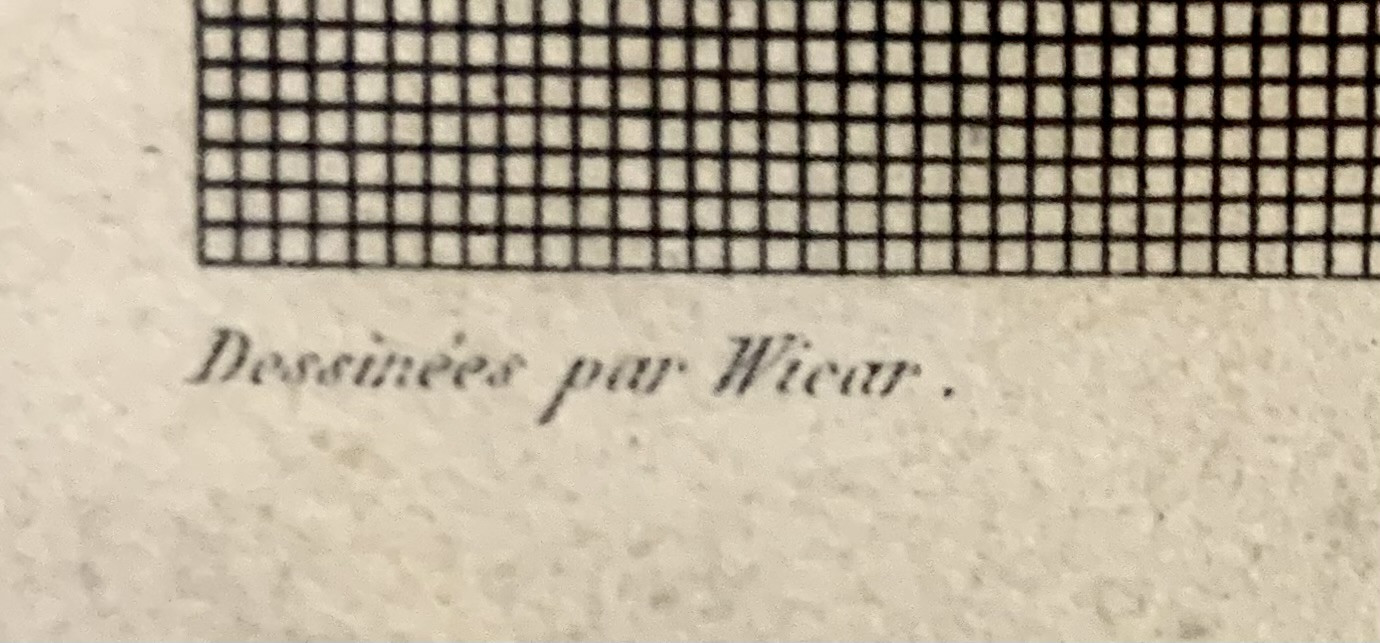 Dessinées par Wicar .